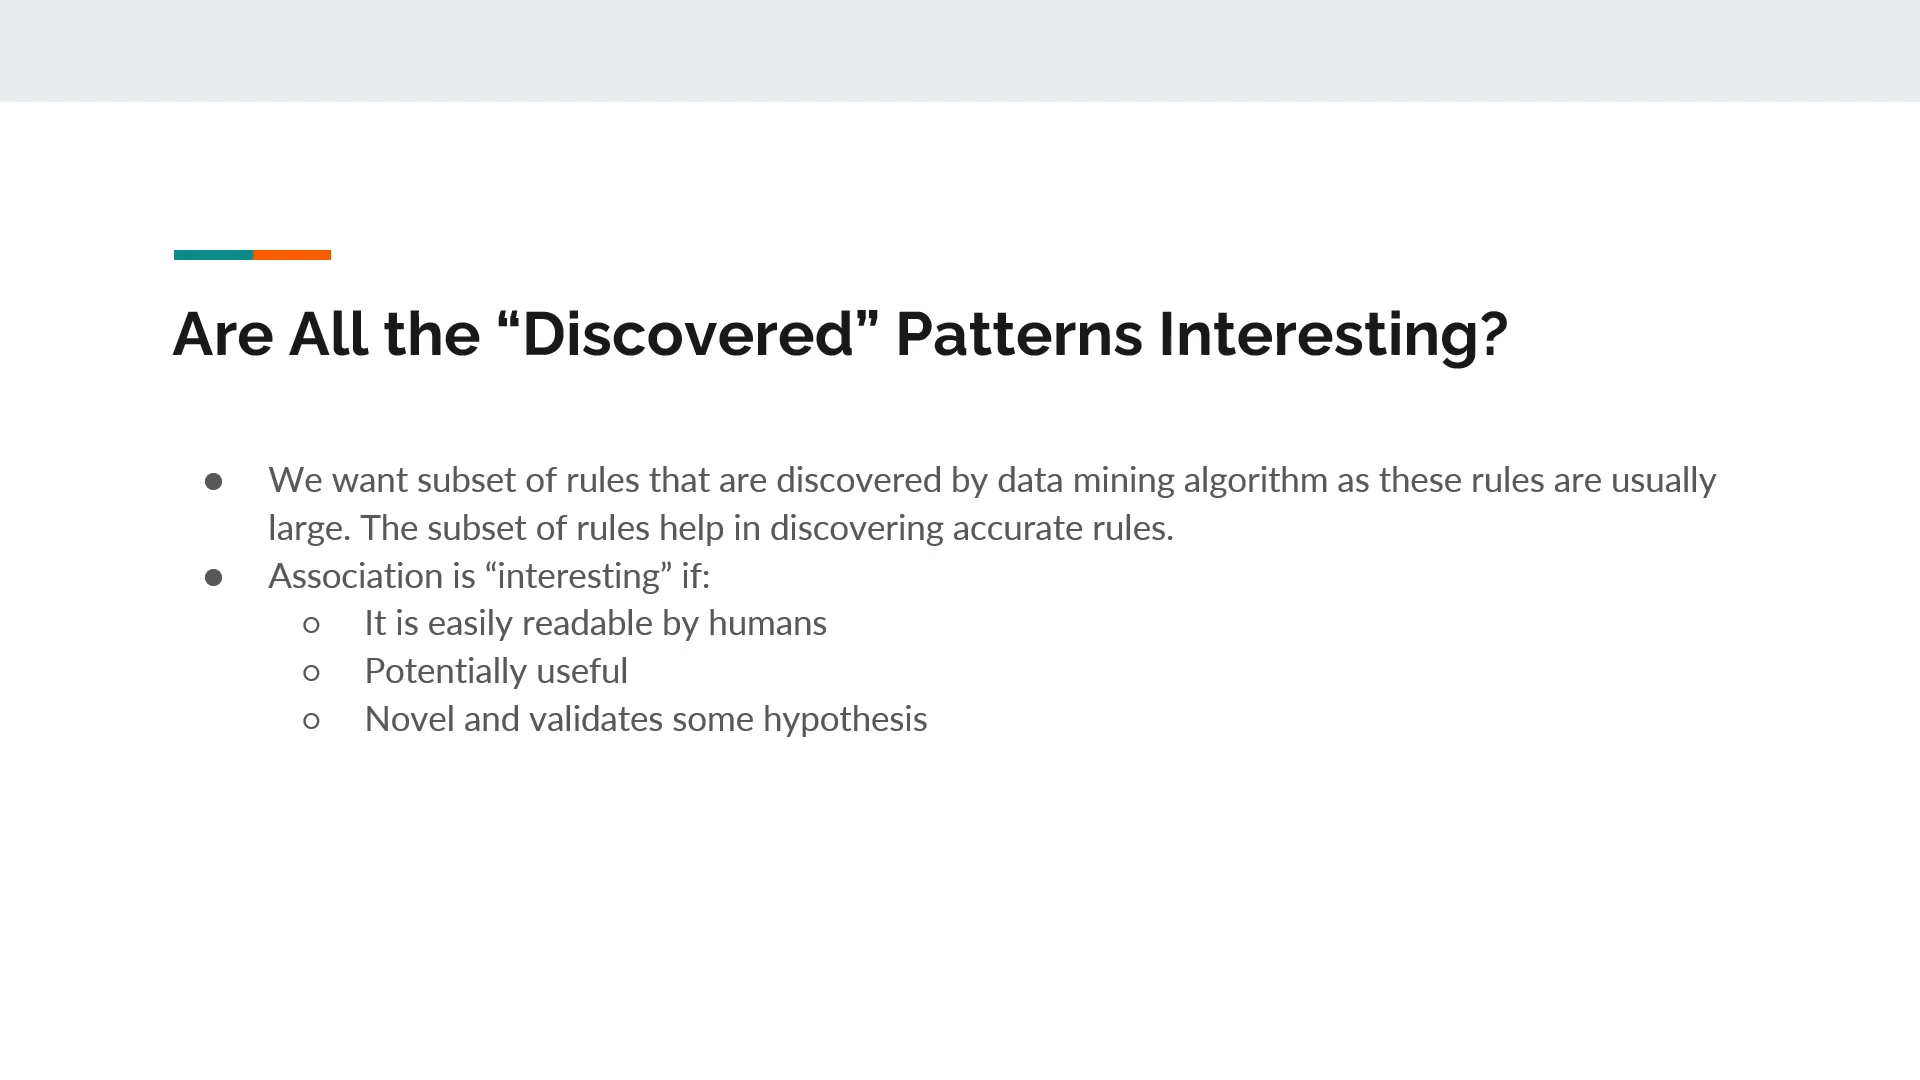 Are All the “Discovered” Patterns Interesting?
● We want subset of rules that are discovered by data mining algorithm as these rules are usually
large. The subset of rules help in discovering accurate rules.
● Association is “interesting” if:
○ It is easily readable by humans
○ Potentially useful
○ Novel and validates some hypothesis